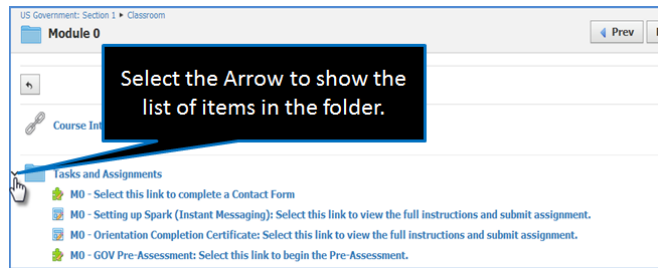 US Government: Section 1 ▸ Classroom
Module 0
Prev
Select the Arrow to show the
list of items in the folder.
Course Int
Tasks and Assignments
M0 - Select this link to complete a Contact Form
M0 - Setting up Spark (Instant Messaging): Select this link to view the full instructions and submit assignment.
M0 - Orientation Completion Certificate: Select this link to view the full instructions and submit assignment.
M0 - GOV Pre-Assessment: Select this link to begin the Pre-Assessment.